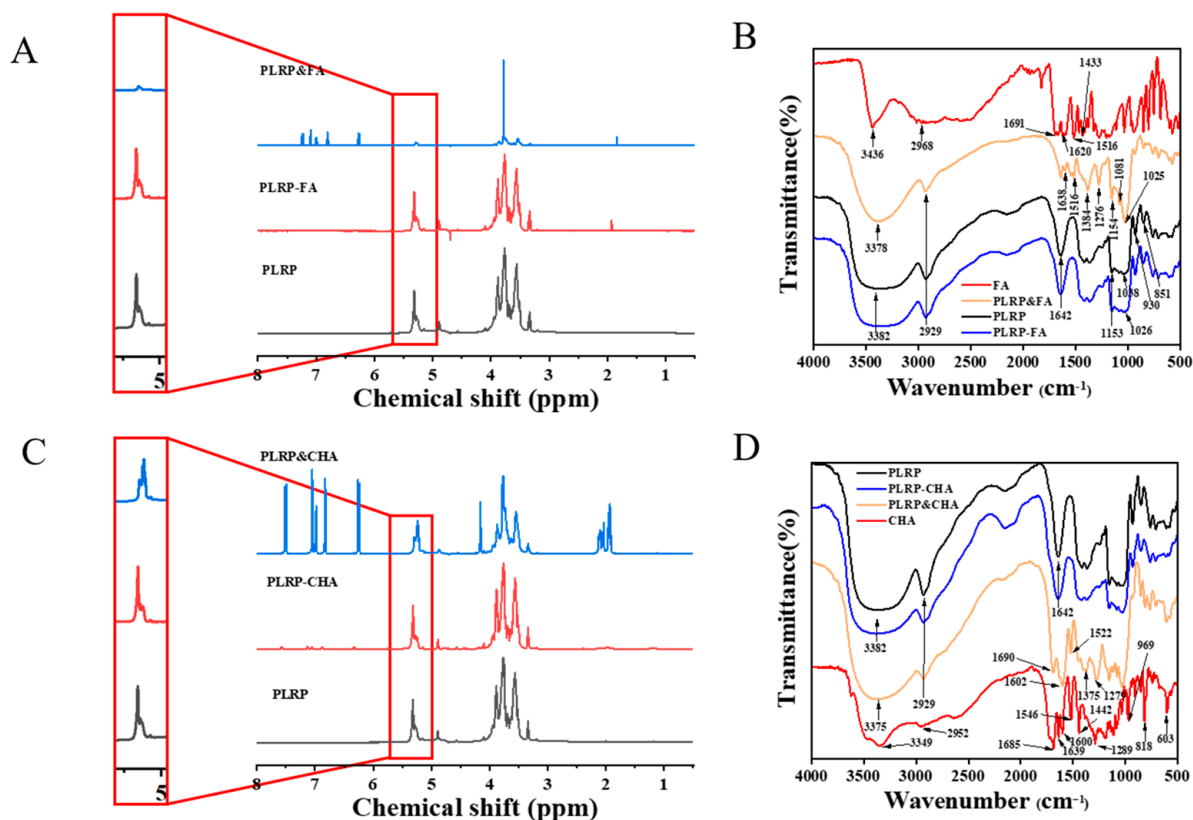 A
PLRP&FA
PLRP-FA
PLRP
5
8 7 6 5 4 3 2 1
Chemical shift (ppm)
B
Transmittance(%)
1433
1691
1620
1516
3436
2968
1081
1025
1638
1516
1384
1276
1154
3378
FA
PLRP&FA
PLRP
PLRP-FA
3382
2929
1642
1153
1038
1026
930
851
4000 3500 3000 2500 2000 1500 1000 500
Wavenumber (cm⁻¹)
C
PLRP&CHA
PLRP-CHA
PLRP
5
8 7 6 5 4 3 2 1
Chemical shift (ppm)
D
Transmittance(%)
PLRP
PLRP-CHA
PLRP&CHA
CHA
1642
3382
1522
969
1690
1602
1375
2929
3375
3349
2952
1546
1442
1685
1639
1600
1289
818
603
4000 3500 3000 2500 2000 1500 1000 500
Wavenumber (cm⁻¹)